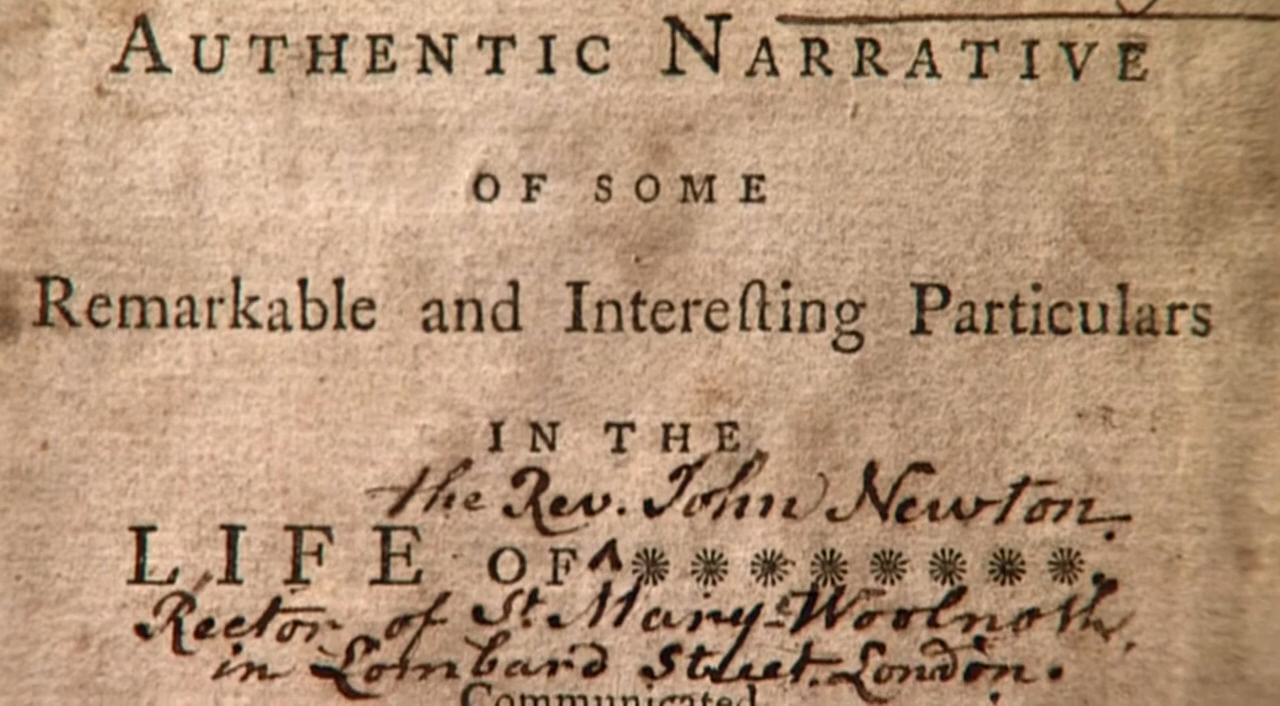 AUTHENTIC NARRATIVE
OF SOME
Remarkable and Intereſting Particulars
IN THE
the Rev. John Newton.
LIFE OF^ ********.
Rector of St. Mary-Woolnoth,
in Lombard Street. London.
Communicated